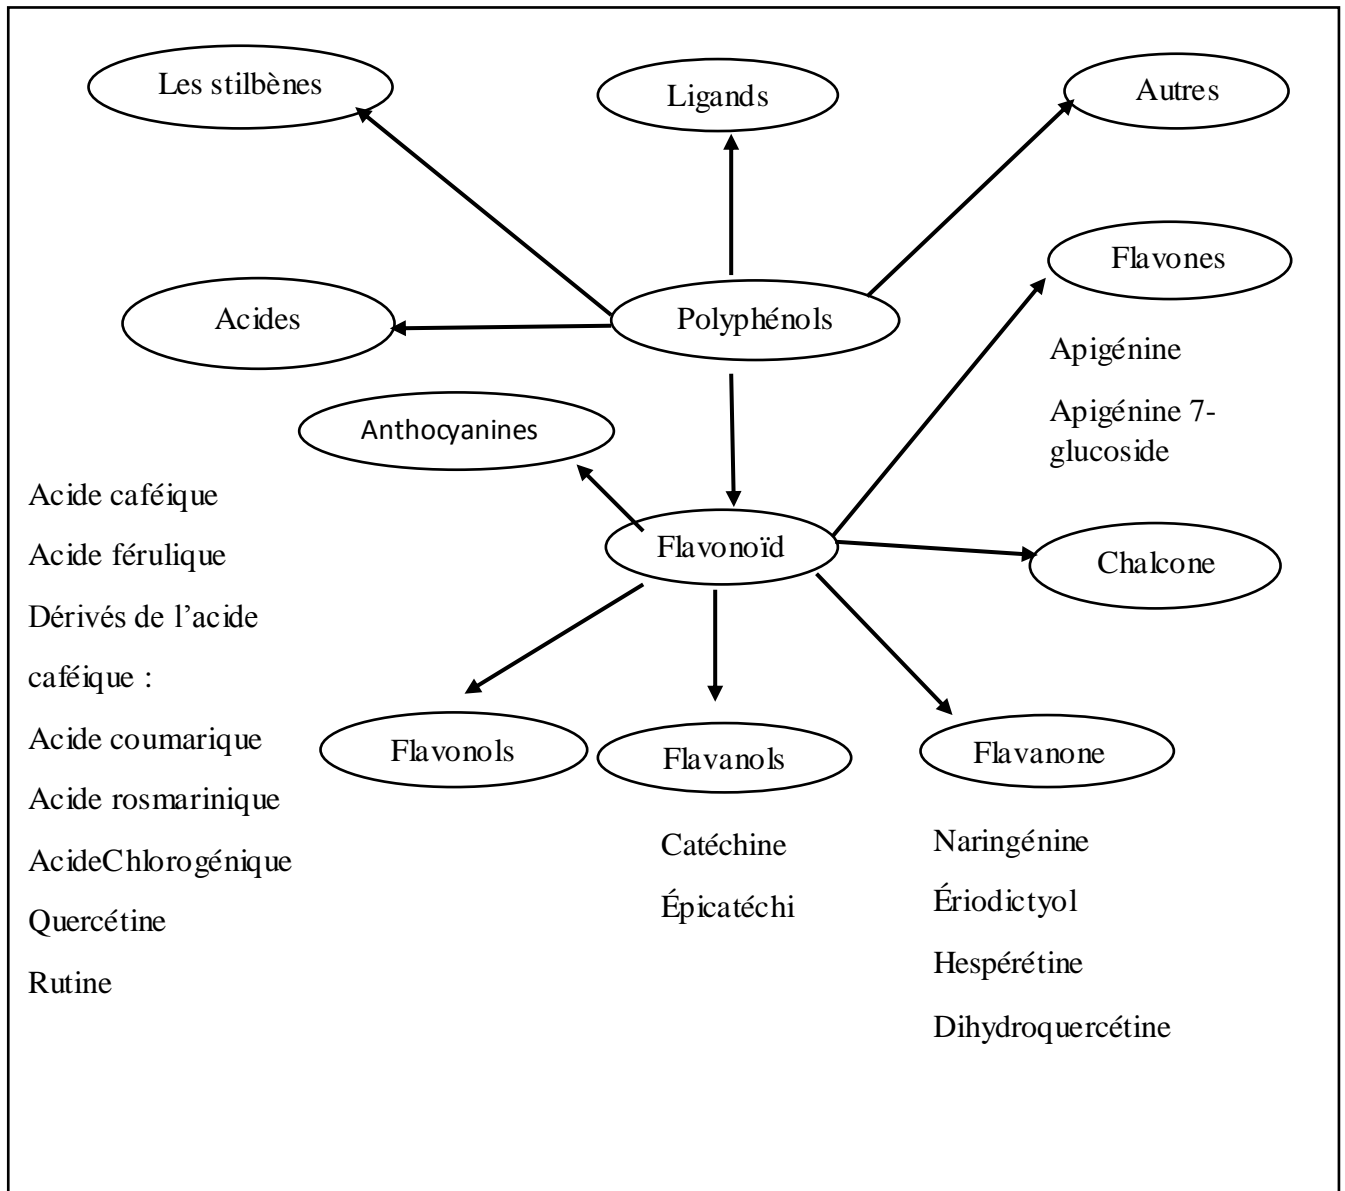 Les stilbènes
Ligands
Autres
Flavones
Acides
Polyphénols
Apigénine
Apigénine 7-
glucoside
Anthocyanines
Acide caféique
Acide férulique
Dérivés de l’acide
caféique :
Acide coumarique
Acide rosmarinique
AcideChlorogénique
Quercétine
Rutine
Flavonoïd
Chalcone
Flavonols
Flavanols
Flavanone
Catéchine
Épicatéchi
Naringénine
Ériodictyol
Hespérétine
Dihydroquercétine